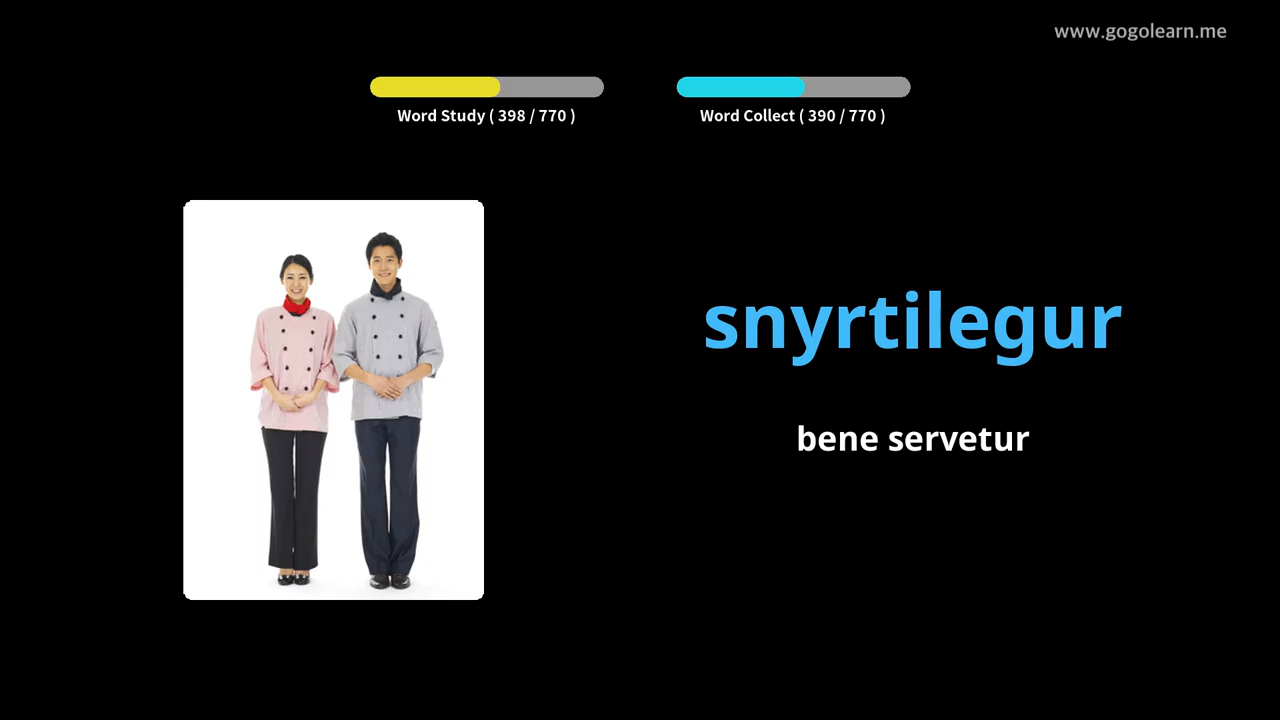 www.gogolearn.me
Word Study ( 398 / 770 )
Word Collect ( 390 / 770 )
snyrtilegur
bene servetur